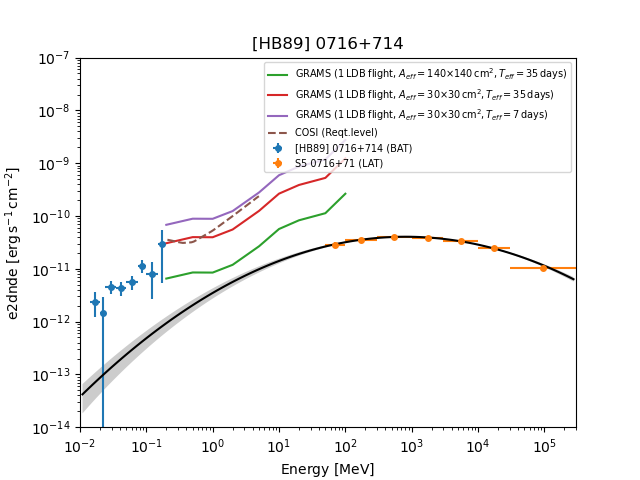 [HB89] 0716+714
e2dnde [erg s⁻¹ cm⁻²]
10⁻⁷
10⁻⁸
10⁻⁹
10⁻¹⁰
10⁻¹¹
10⁻¹²
10⁻¹³
10⁻¹⁴
GRAMS (1 LDB flight, A_eff = 140×140 cm², T_eff = 35 days)
GRAMS (1 LDB flight, A_eff = 30×30 cm², T_eff = 35 days)
GRAMS (1 LDB flight, A_eff = 30×30 cm², T_eff = 7 days)
COSI (Reqt.level)
[HB89] 0716+714 (BAT)
S5 0716+71 (LAT)
10⁻² 10⁻¹ 10⁰ 10¹ 10² 10³ 10⁴ 10⁵
Energy [MeV]